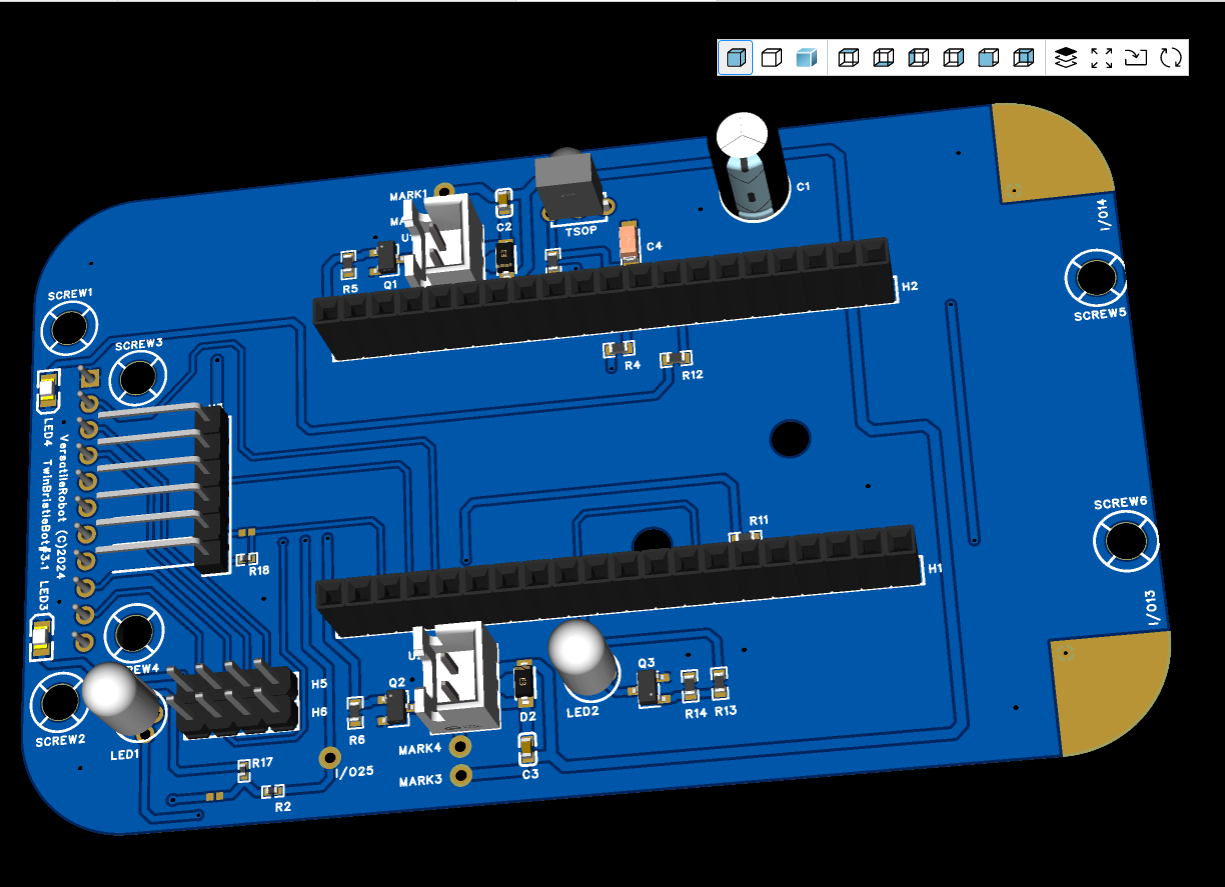 MARK1
C1
C2
TSOP
I/O14
C4
R5
Q1
H2
SCREW1
SCREW5
SCREW3
R4
R12
LED4
VersatileRobot (C)2024
TwinBristleBot#3.1
LED3
R11
SCREW6
R18
H1
I/O13
Q3
H5
Q2
H6
R14
R13
LED2
D2
SCREW2
LED1
R6
MARK4
R17
I/O25
C3
MARK3
R2